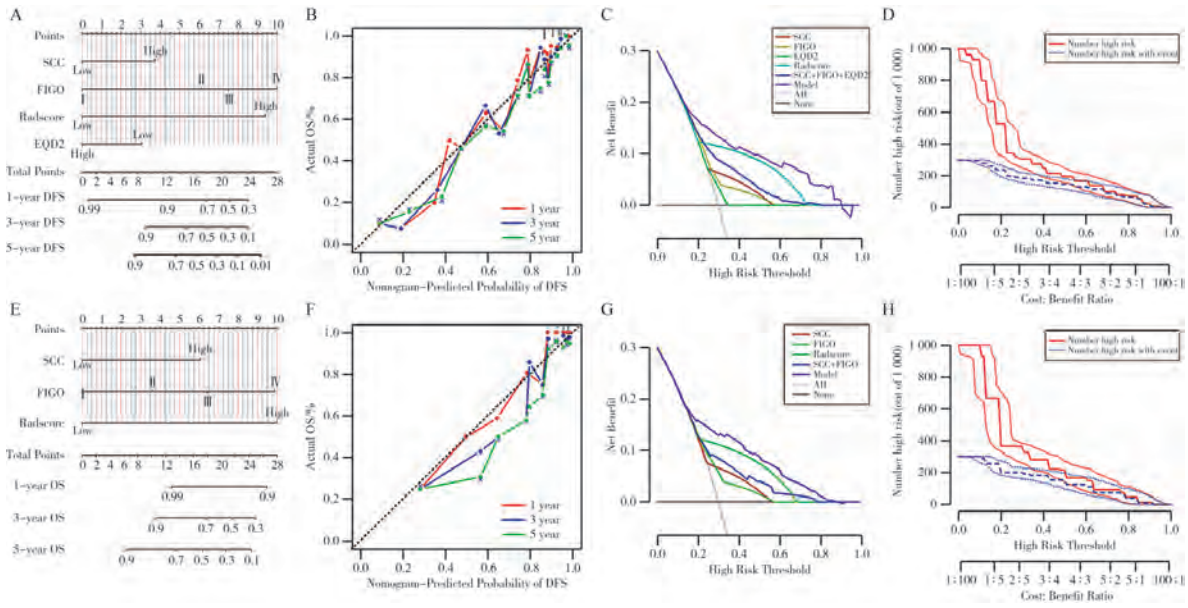 A
0 1 2 3 4 5 6 7 8 9 10
Points
High
SCC
Low
II IV
FIGO
I III
High
Radscore
Low
Low
EQD2
High
Total Points
0 2 4 6 8 10 12 14 16 18 20 22 24 28
1-year DFS
0.99 0.9 0.7 0.5 0.3
3-year DFS
0.9 0.7 0.5 0.3 0.1
5-year DFS
0.9 0.7 0.5 0.3 0.1 0.01
B
Actual OS/%
1.0
0.8
0.6
0.4
0.2
0.0
1 year
3 year
5 year
0.0 0.2 0.4 0.6 0.8 1.0
Nomogram-Predicted Probability of DFS
C
Net Benefit
0.3
0.2
0.1
0.0
SCC
FIGO
EQD2
Radscore
SCC+FIGO+EQD2
Model
All
None
0.0 0.2 0.4 0.6 0.8 1.0
High Risk Threshold
D
Number high risk(out of 1 000)
1 000
800
600
400
200
0
Number high risk
Number high risk with event
0.0 0.2 0.4 0.6 0.8 1.0
High Risk Threshold
1∶100 1∶5 2∶5 3∶4 4∶3 5∶2 5∶1 100∶1
Cost: Benefit Ratio
E
0 1 2 3 4 5 6 7 8 9 10
Points
High
SCC
Low
II IV
FIGO
I III
High
Radscore
Low
Total Points
0 2 4 6 8 10 12 14 16 18 20 22 24 28
1-year OS
0.99 0.9
3-year OS
0.9 0.7 0.5 0.3
5-year OS
0.9 0.7 0.5 0.3 0.1
F
Actual OS/%
1.0
0.8
0.6
0.4
0.2
0.0
1 year
3 year
5 year
0.0 0.2 0.4 0.6 0.8 1.0
Nomogram-Predicted Probability of DFS
G
Net Benefit
0.3
0.2
0.1
0.0
SCC
FIGO
Radscore
SCC+FIGO
Model
All
None
0.0 0.2 0.4 0.6 0.8 1.0
High Risk Threshold
H
Number high risk(out of 1 000)
1 000
800
600
400
200
0
Number high risk
Number high risk with event
0.0 0.2 0.4 0.6 0.8 1.0
High Risk Threshold
1∶100 1∶5 2∶5 3∶4 4∶3 5∶2 5∶1 100∶1
Cost: Benefit Ratio